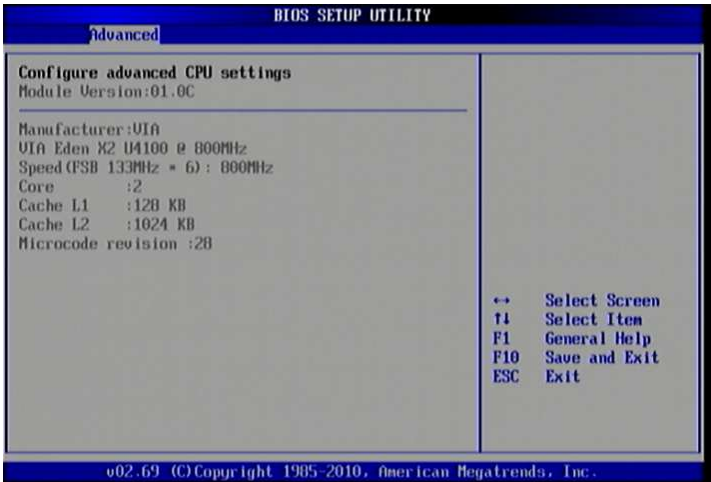 BIOS SETUP UTILITY
Advanced
Configure advanced CPU settings
Module Version:01.0C
Manufacturer:VIA
VIA Eden X2 U4100 @ 800MHz
Speed(FSB 133MHz * 6): 800MHz
Core :2
Cache L1 :128 KB
Cache L2 :1024 KB
Microcode revision :28
↔ Select Screen
↑↓ Select Item
F1 General Help
F10 Save and Exit
ESC Exit
v02.69 (C)Copyright 1985-2010, American Megatrends, Inc.